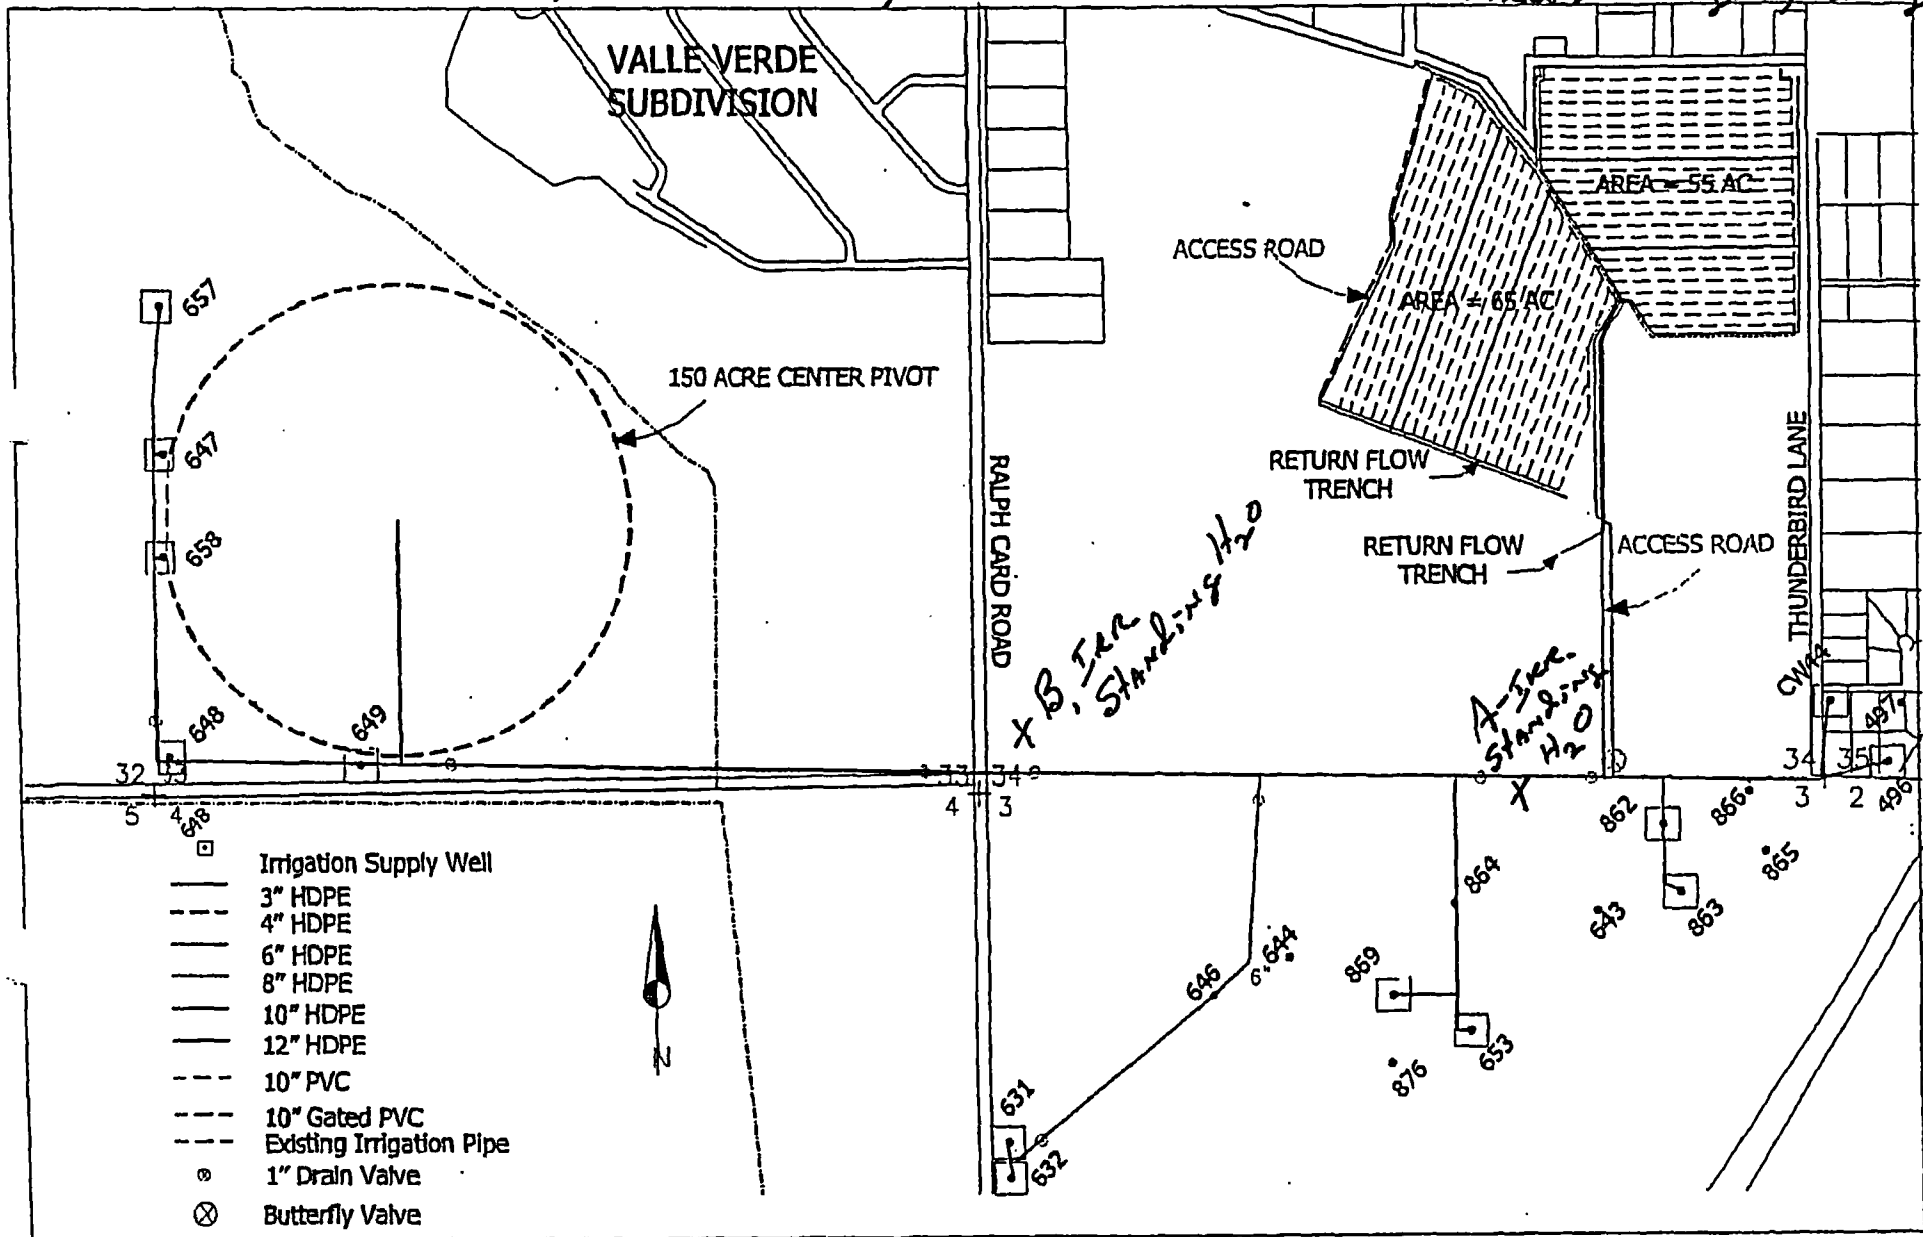 VALLE VERDE
SUBDIVISION
AREA = 55 AC
ACCESS ROAD
AREA = 65 AC
657
150 ACRE CENTER PIVOT
647
RALPH CARD ROAD
RETURN FLOW
TRENCH
THUNDERBIRD LANE
658
RETURN FLOW
TRENCH
ACCESS ROAD
X B, IRR
Standing H2O
A-Irr.
Standing
H2O
X
CW44
497
648
649
32 33
33 34
34 35
5 4
4 3
3 2
496
862
866
865
864
643
863
644
646
869
653
876
631
632
648
Irrigation Supply Well
3" HDPE
4" HDPE
6" HDPE
8" HDPE
10" HDPE
12" HDPE
10" PVC
10" Gated PVC
Existing Irrigation Pipe
1" Drain Valve
Butterfly Valve
N